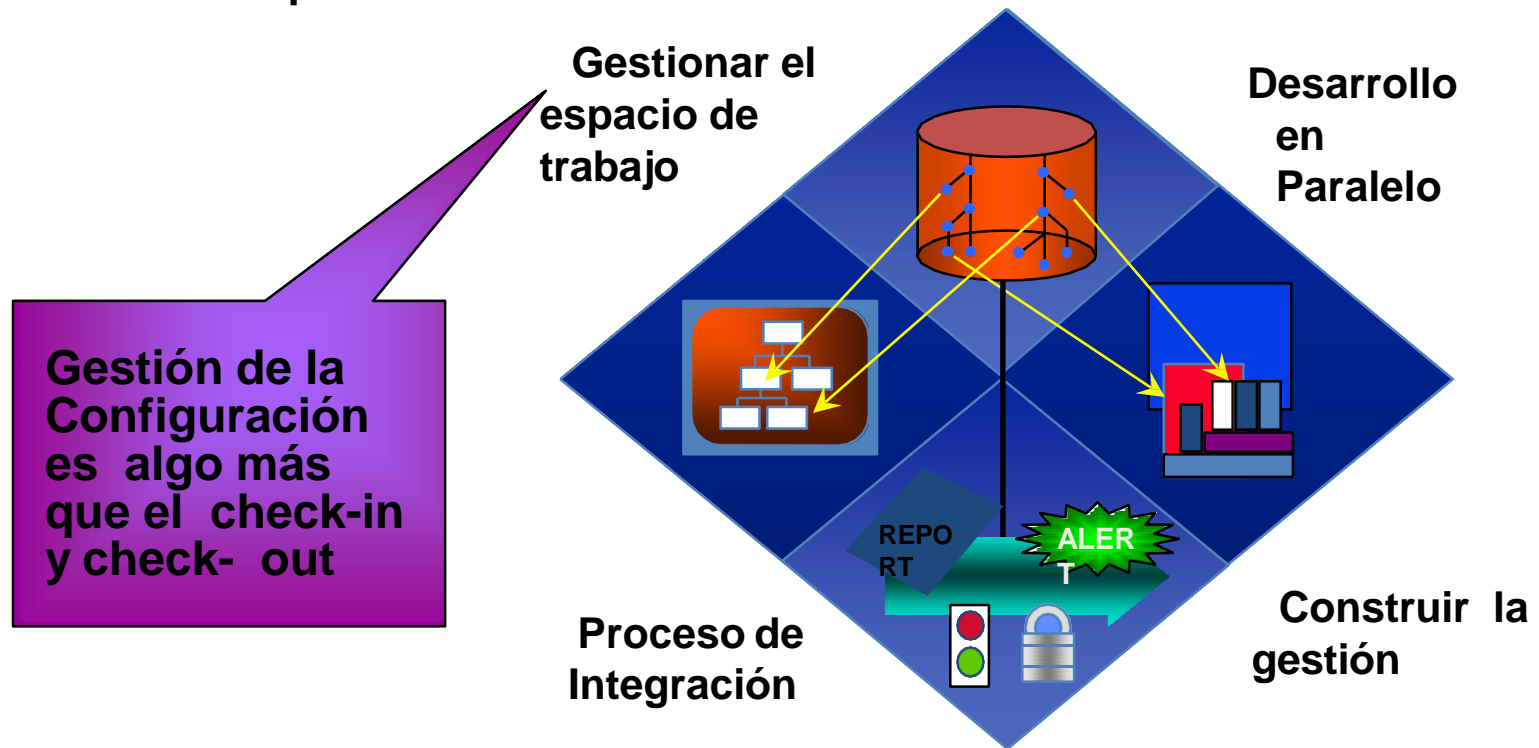 Gestionar el
espacio de
trabajo
Desarrollo
en
Paralelo
Gestión de la
Configuración
es algo más
que el check-in
y check- out
REPO
RT
ALER
T
Proceso de
Integración
Construir la
gestión